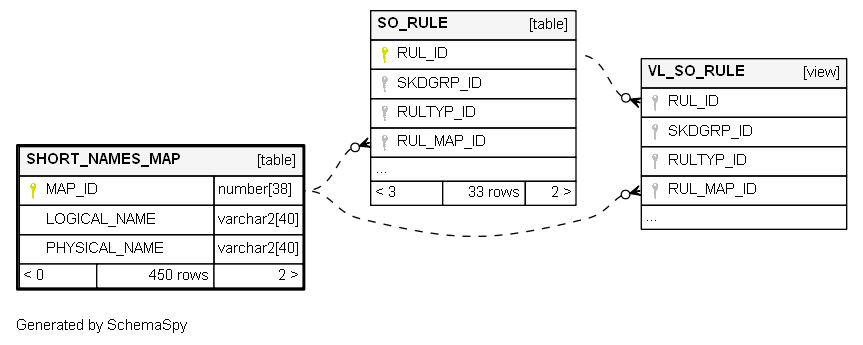 SO_RULE [table]
RUL_ID
SKDGRP_ID
RULTYP_ID
RUL_MAP_ID
...
< 3 33 rows 2 >
VL_SO_RULE [view]
RUL_ID
SKDGRP_ID
RULTYP_ID
RUL_MAP_ID
...
SHORT_NAMES_MAP [table]
MAP_ID number[38]
LOGICAL_NAME varchar2[40]
PHYSICAL_NAME varchar2[40]
< 0 450 rows 2 >
Generated by SchemaSpy